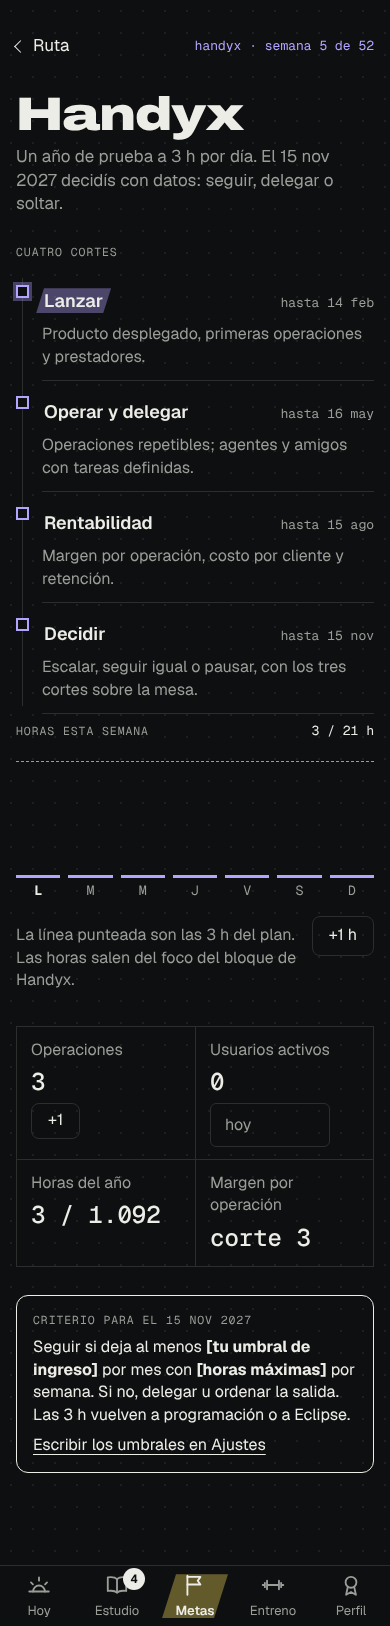 Ruta
handyx · semana 5 de 52
Handyx
Un año de prueba a 3 h por día. El 15 nov
2027 decidís con datos: seguir, delegar o
soltar.
CUATRO CORTES
Lanzar
hasta 14 feb
Producto desplegado, primeras operaciones
y prestadores.
Operar y delegar
hasta 16 may
Operaciones repetibles; agentes y amigos
con tareas definidas.
Rentabilidad
hasta 15 ago
Margen por operación, costo por cliente y
retención.
Decidir
hasta 15 nov
Escalar, seguir igual o pausar, con los tres
cortes sobre la mesa.
HORAS ESTA SEMANA
3 / 21 h
L M M J V S D
La línea punteada son las 3 h del plan.
Las horas salen del foco del bloque de
Handyx.
+1 h
Operaciones
3
+1
Usuarios activos
0
hoy
Horas del año
3 / 1.092
Margen por
operación
corte 3
CRITERIO PARA EL 15 NOV 2027
Seguir si deja al menos [tu umbral de
ingreso] por mes con [horas máximas] por
semana. Si no, delegar u ordenar la salida.
Las 3 h vuelven a programación o a Eclipse.
Escribir los umbrales en Ajustes
4
Hoy Estudio Metas Entreno Perfil